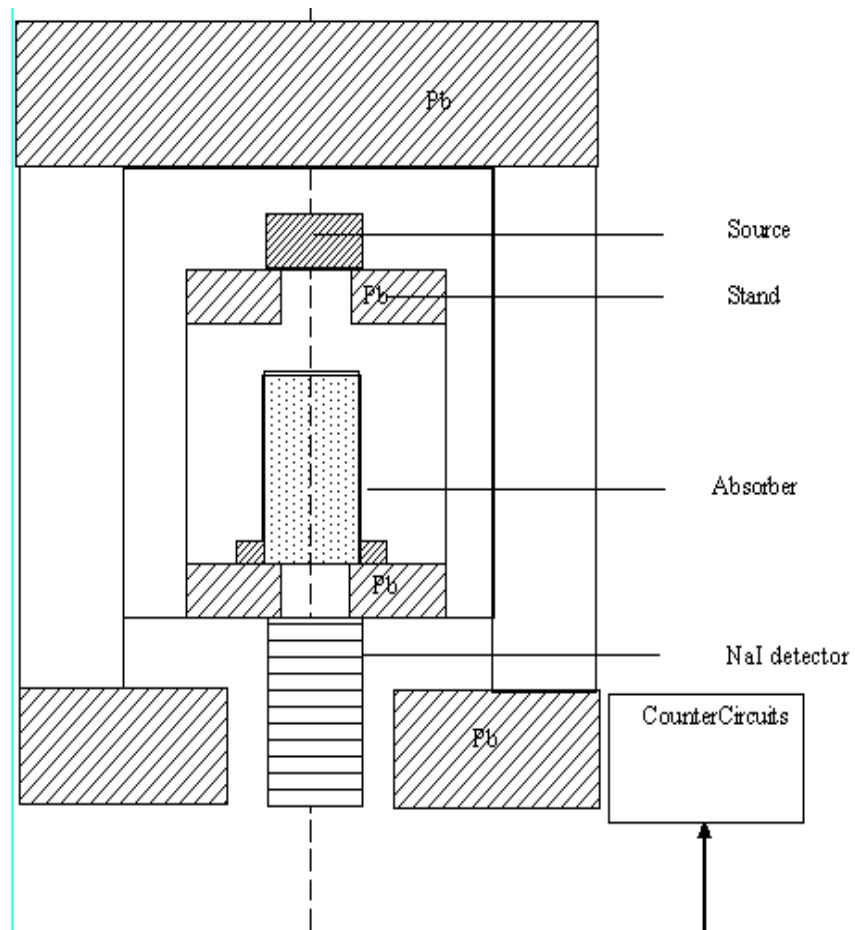 Pb
Source
Pb
Stand
Absorber
Pb
NaI detector
CounterCircuits
Pb